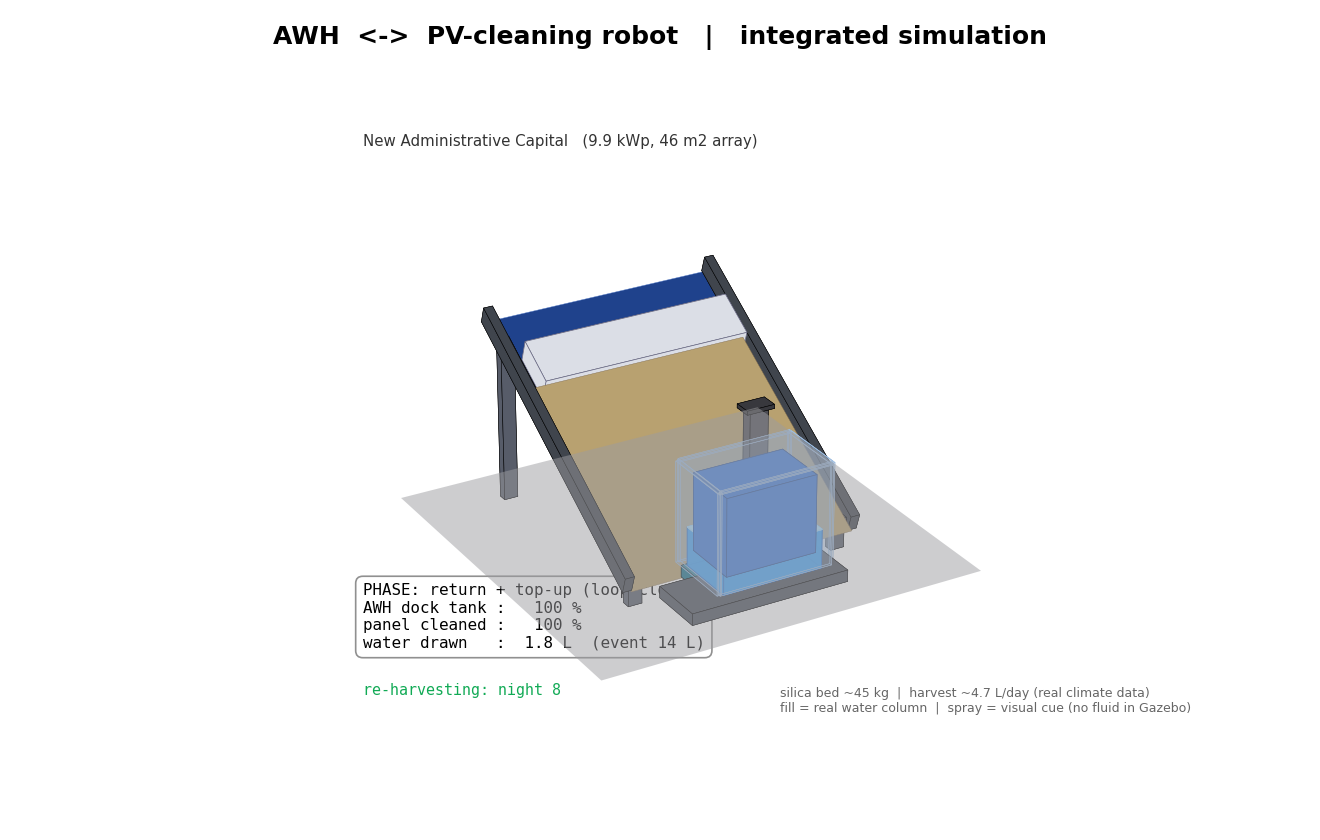 AWH <-> PV-cleaning robot | integrated simulation
New Administrative Capital (9.9 kWp, 46 m2 array)
PHASE: return + top-up
AWH dock tank : 100 %
panel cleaned : 100 %
water drawn : 1.8 L (event 14 L)
re-harvesting: night 8
silica bed ~45 kg | harvest ~4.7 L/day (real climate data)
fill = real water column | spray = visual cue (no fluid in Gazebo)